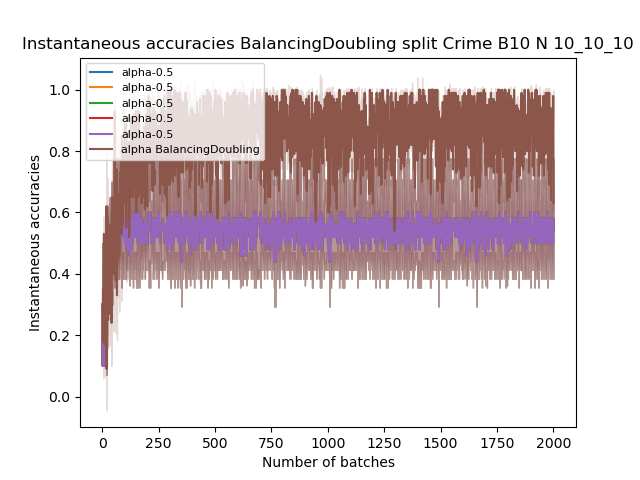 Instantaneous accuracies BalancingDoubling split Crime B10 N 10_10_10
alpha-0.5
alpha-0.5
alpha-0.5
alpha-0.5
alpha-0.5
alpha BalancingDoubling
Instantaneous accuracies
1.0
0.8
0.6
0.4
0.2
0.0
0 250 500 750 1000 1250 1500 1750 2000
Number of batches